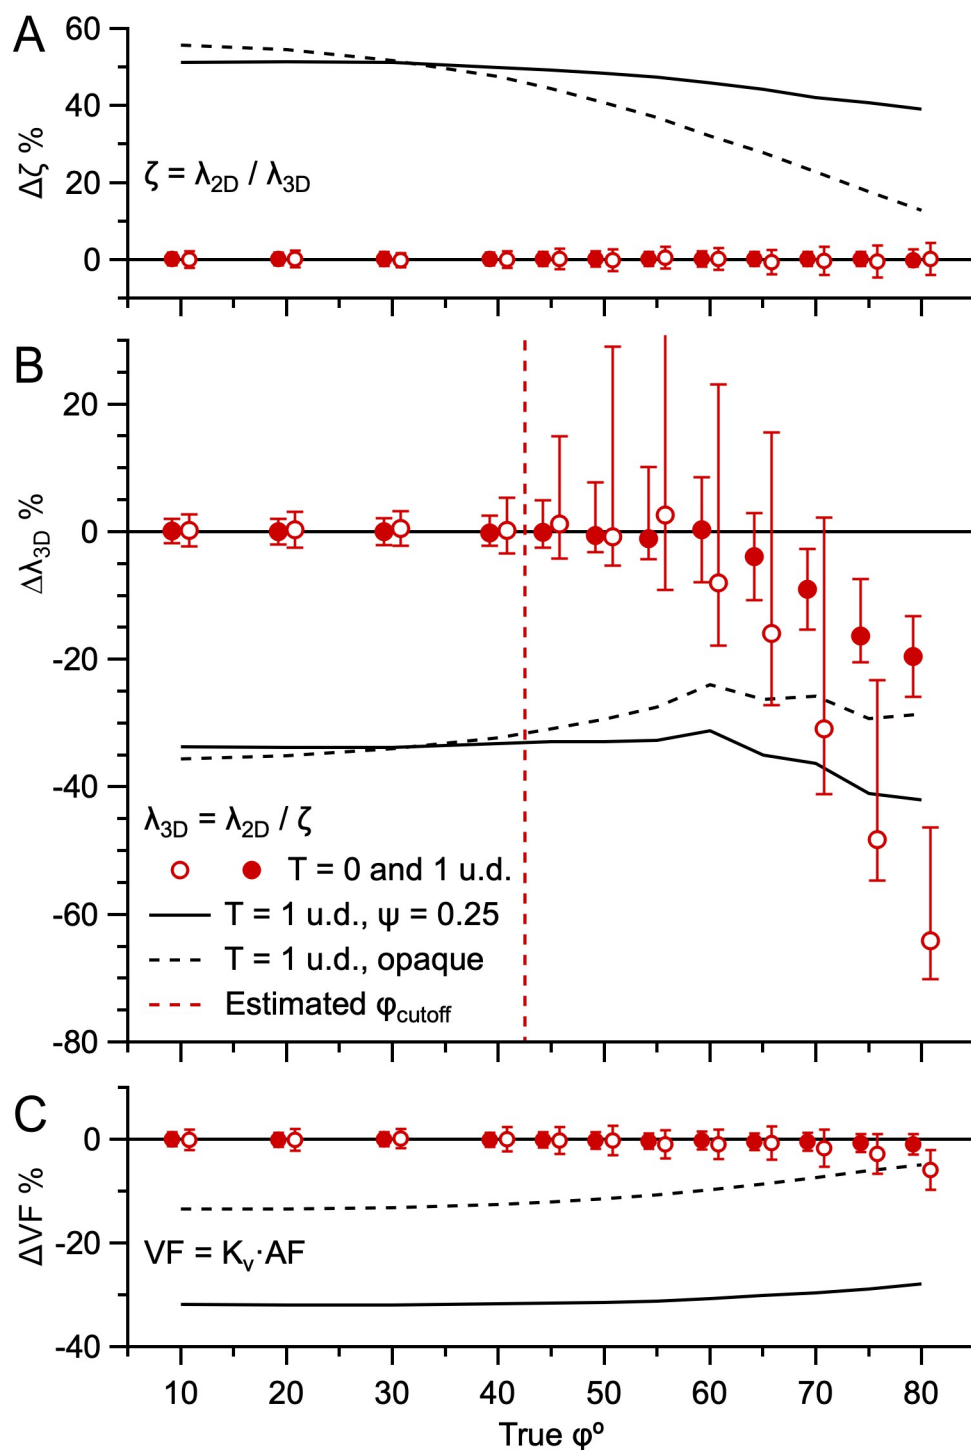 A
60
40
20
0
Δζ %
ζ = λ2D / λ3D
B
20
0
-20
-40
-60
-80
Δλ3D %
λ3D = λ2D / ζ
T = 0 and 1 u.d.
T = 1 u.d., ψ = 0.25
T = 1 u.d., opaque
Estimated φcutoff
C
0
-20
-40
ΔVF %
VF = Kv·AF
10 20 30 40 50 60 70 80
True φº